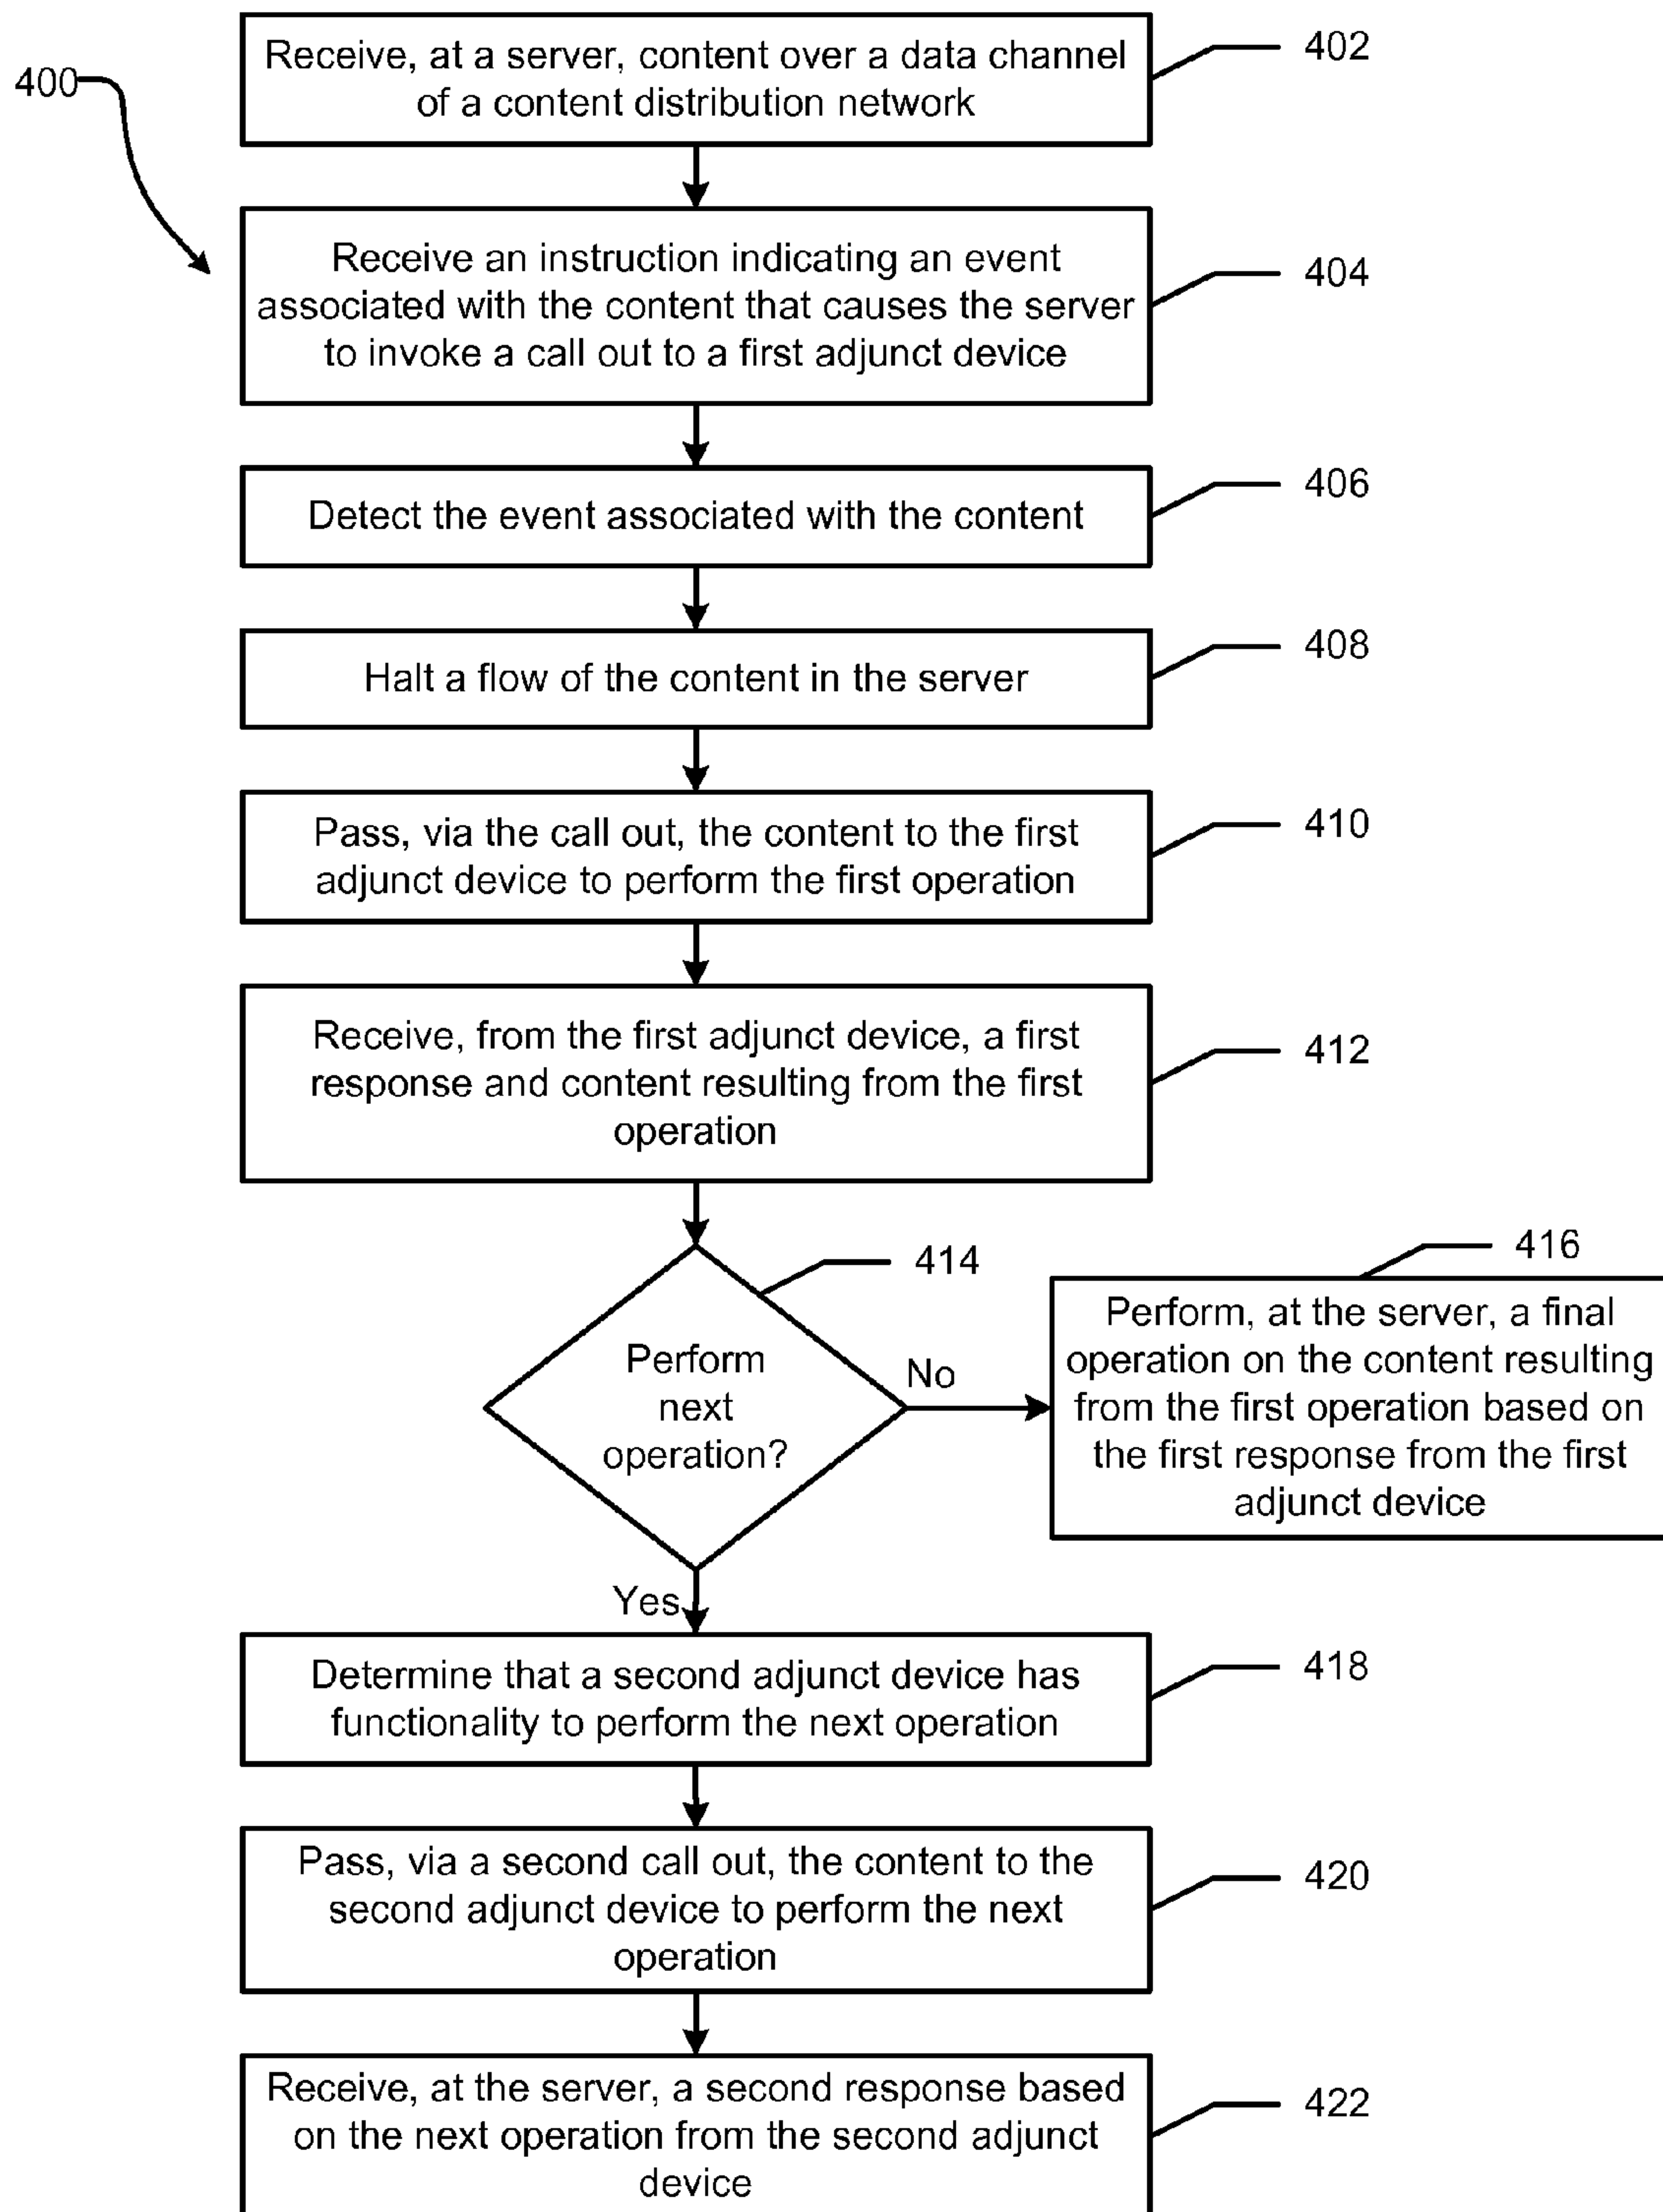 Receive, at a server, content over a data channel
of a content distribution network
402
400
Receive an instruction indicating an event
associated with the content that causes the server
to invoke a call out to a first adjunct device
404
Detect the event associated with the content
406
Halt a flow of the content in the server
408
Pass, via the call out, the content to the first
adjunct device to perform the first operation
410
Receive, from the first adjunct device, a first
response and content resulting from the first
operation
412
Perform
next
operation?
414
No
416
Perform, at the server, a final
operation on the content resulting
from the first operation based on
the first response from the first
adjunct device
Yes
Determine that a second adjunct device has
functionality to perform the next operation
418
Pass, via a second call out, the content to the
second adjunct device to perform the next
operation
420
Receive, at the server, a second response based
on the next operation from the second adjunct
device
422